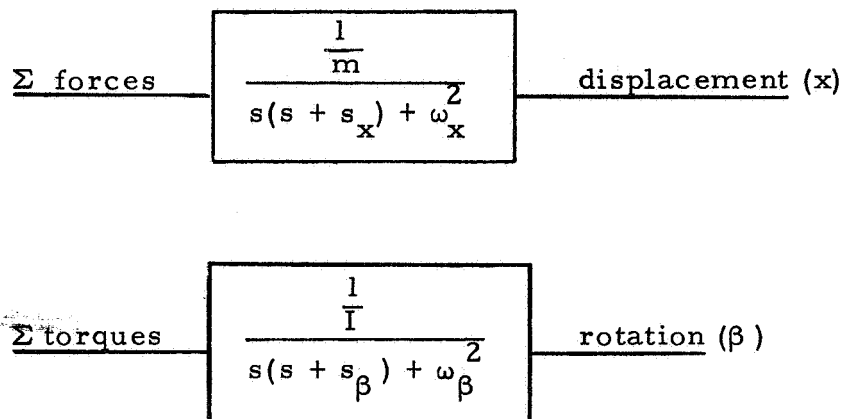 Σ forces
1
m
s(s + s_x) + ω_x^2
displacement (x)
Σ torques
1
I
s(s + s_β) + ω_β^2
rotation (β)